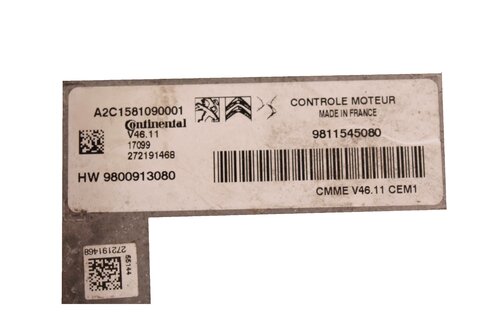 A2C1581090001
Continental
V46.11
17099
272191468
HW 9800913080
CONTROLE MOTEUR
MADE IN FRANCE
9811545080
CMME V46.11 CEM1
55144
272191468